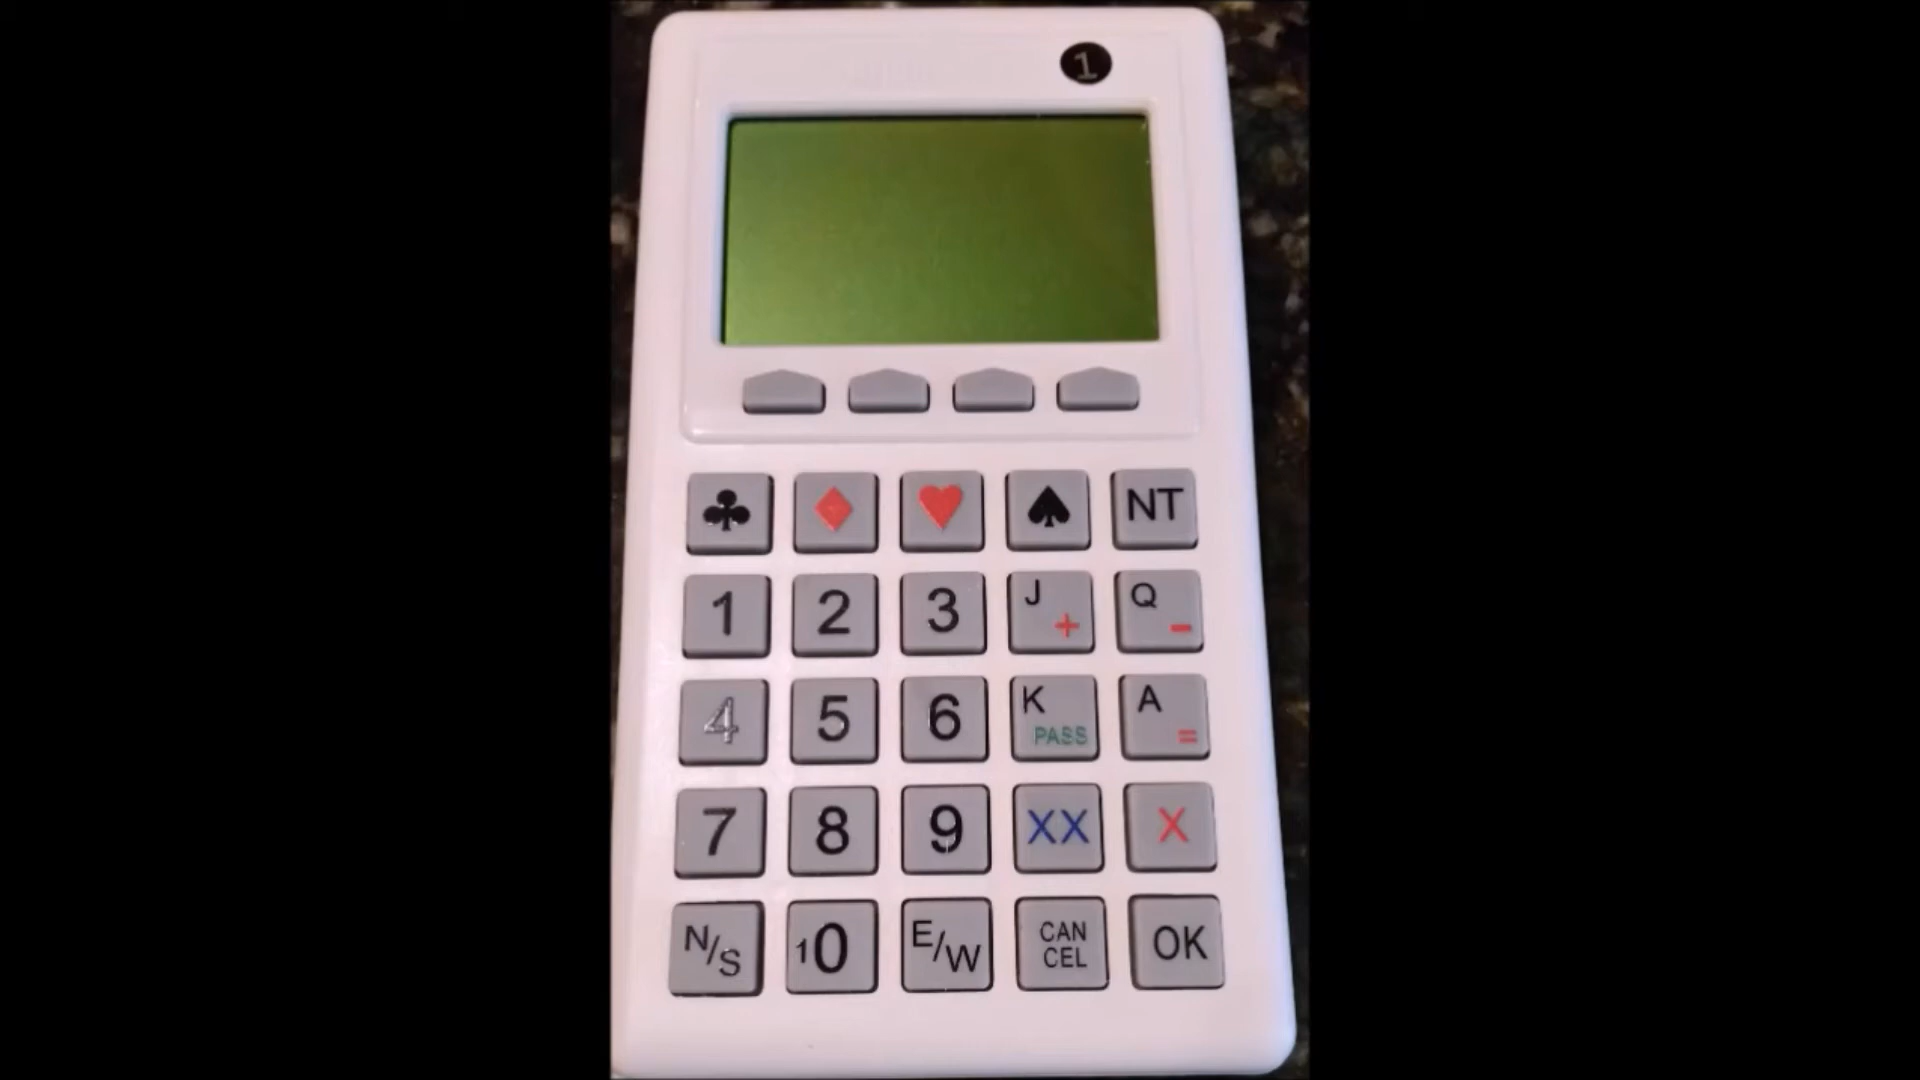 1
♣ ♦ ♥ ♠ NT
1 2 3 J + Q -
4 5 6 K PASS A =
7 8 9 XX X
N/S 10 E/W CAN CEL OK